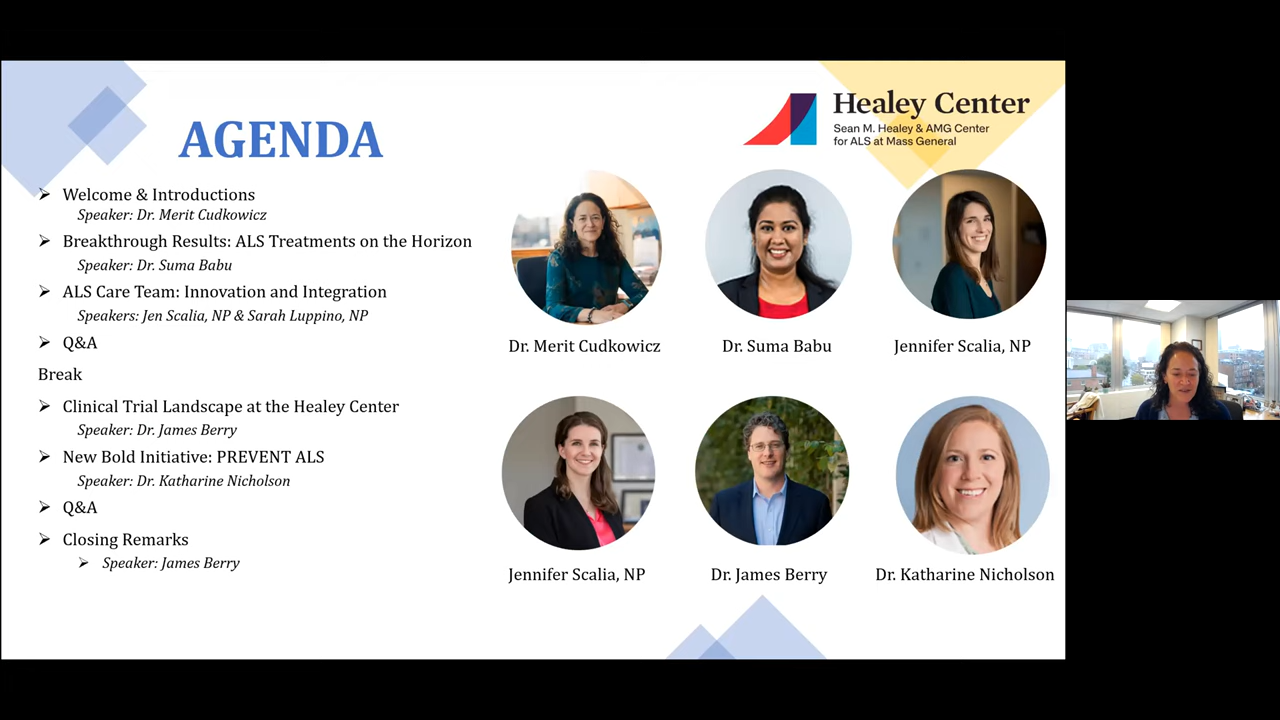 AGENDA
Healey Center
Sean M. Healey & AMG Center
for ALS at Mass General
Welcome & Introductions
Speaker: Dr. Merit Cudkowicz
Breakthrough Results: ALS Treatments on the Horizon
Speaker: Dr. Suma Babu
ALS Care Team: Innovation and Integration
Speakers: Jen Scalia, NP & Sarah Luppino, NP
Q&A
Break
Clinical Trial Landscape at the Healey Center
Speaker: Dr. James Berry
New Bold Initiative: PREVENT ALS
Speaker: Dr. Katharine Nicholson
Q&A
Closing Remarks
Speaker: James Berry
Dr. Merit Cudkowicz
Dr. Suma Babu
Jennifer Scalia, NP
Jennifer Scalia, NP
Dr. James Berry
Dr. Katharine Nicholson